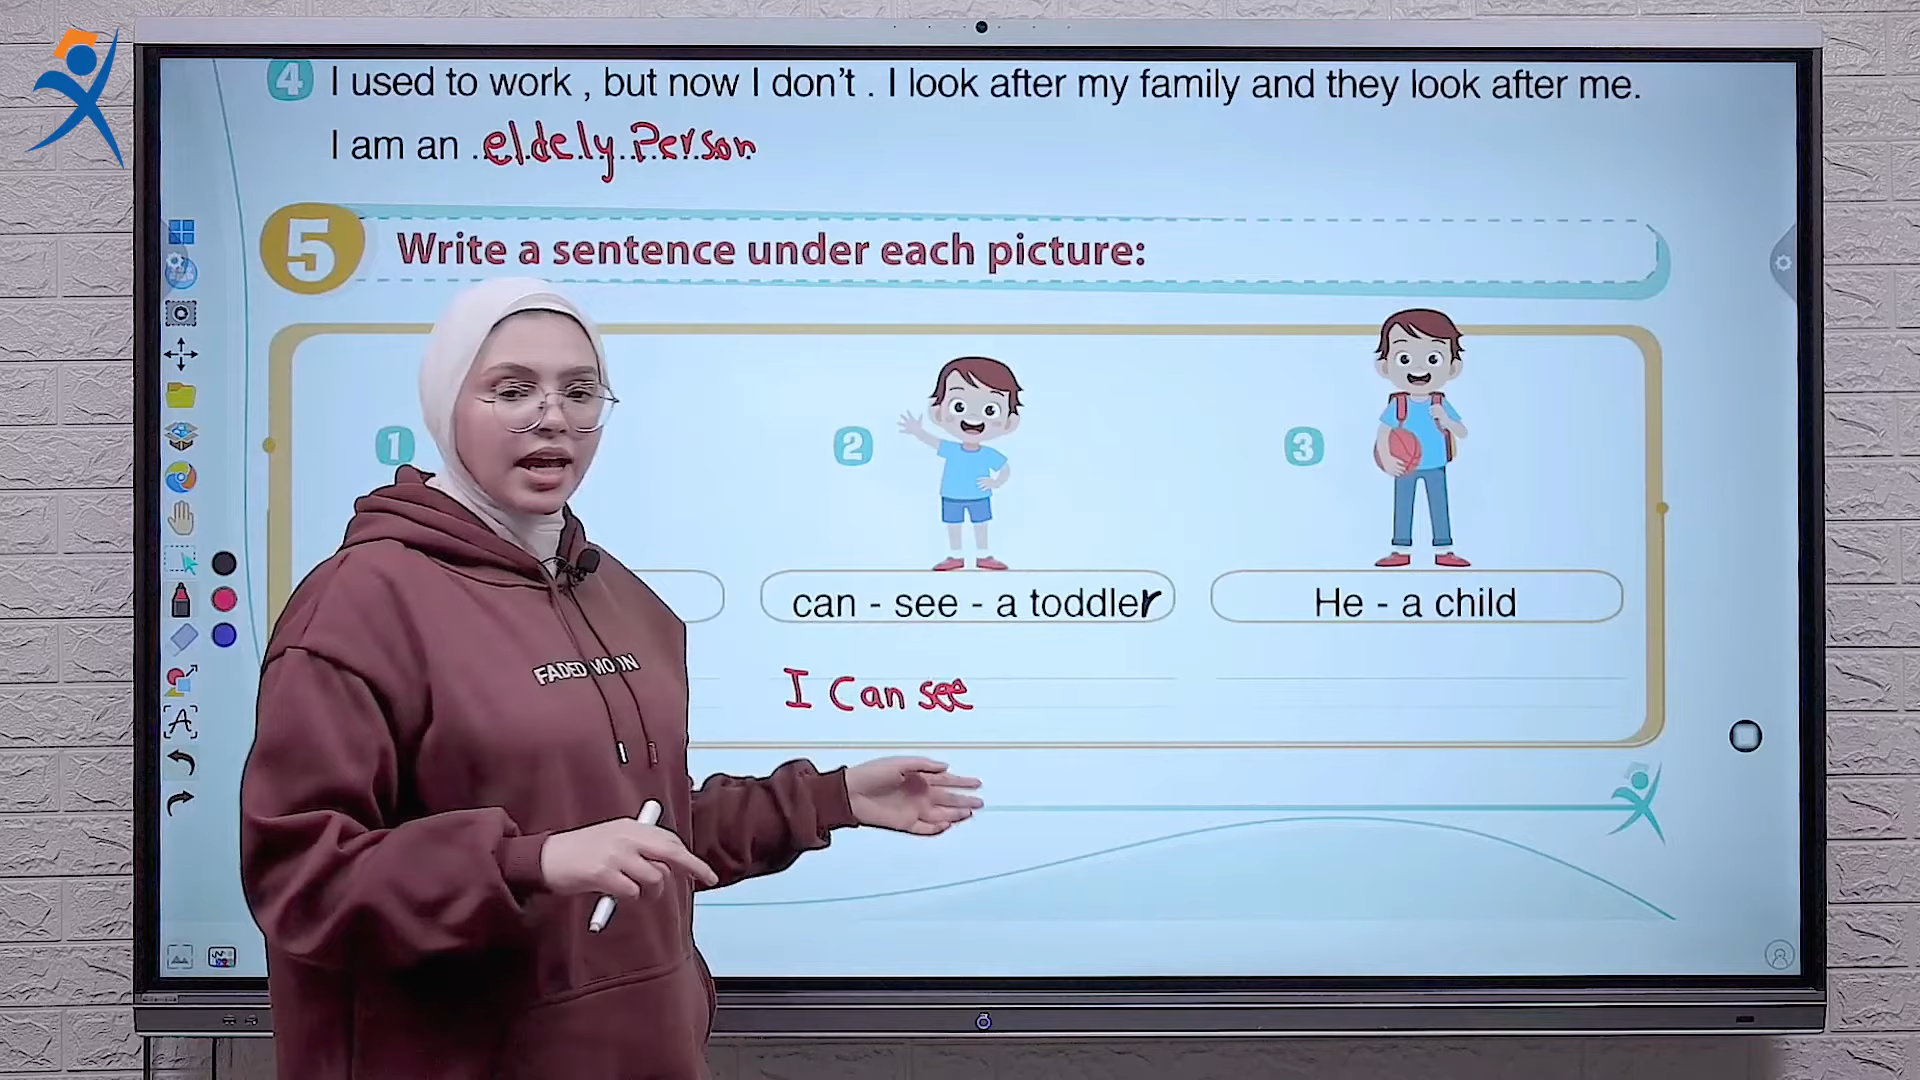 4 I used to work , but now I don't . I look after my family and they look after me.
I am an ..eldely person
5 Write a sentence under each picture:
1
2
3
can - see - a toddler
He - a child
I can see
FADED MOON